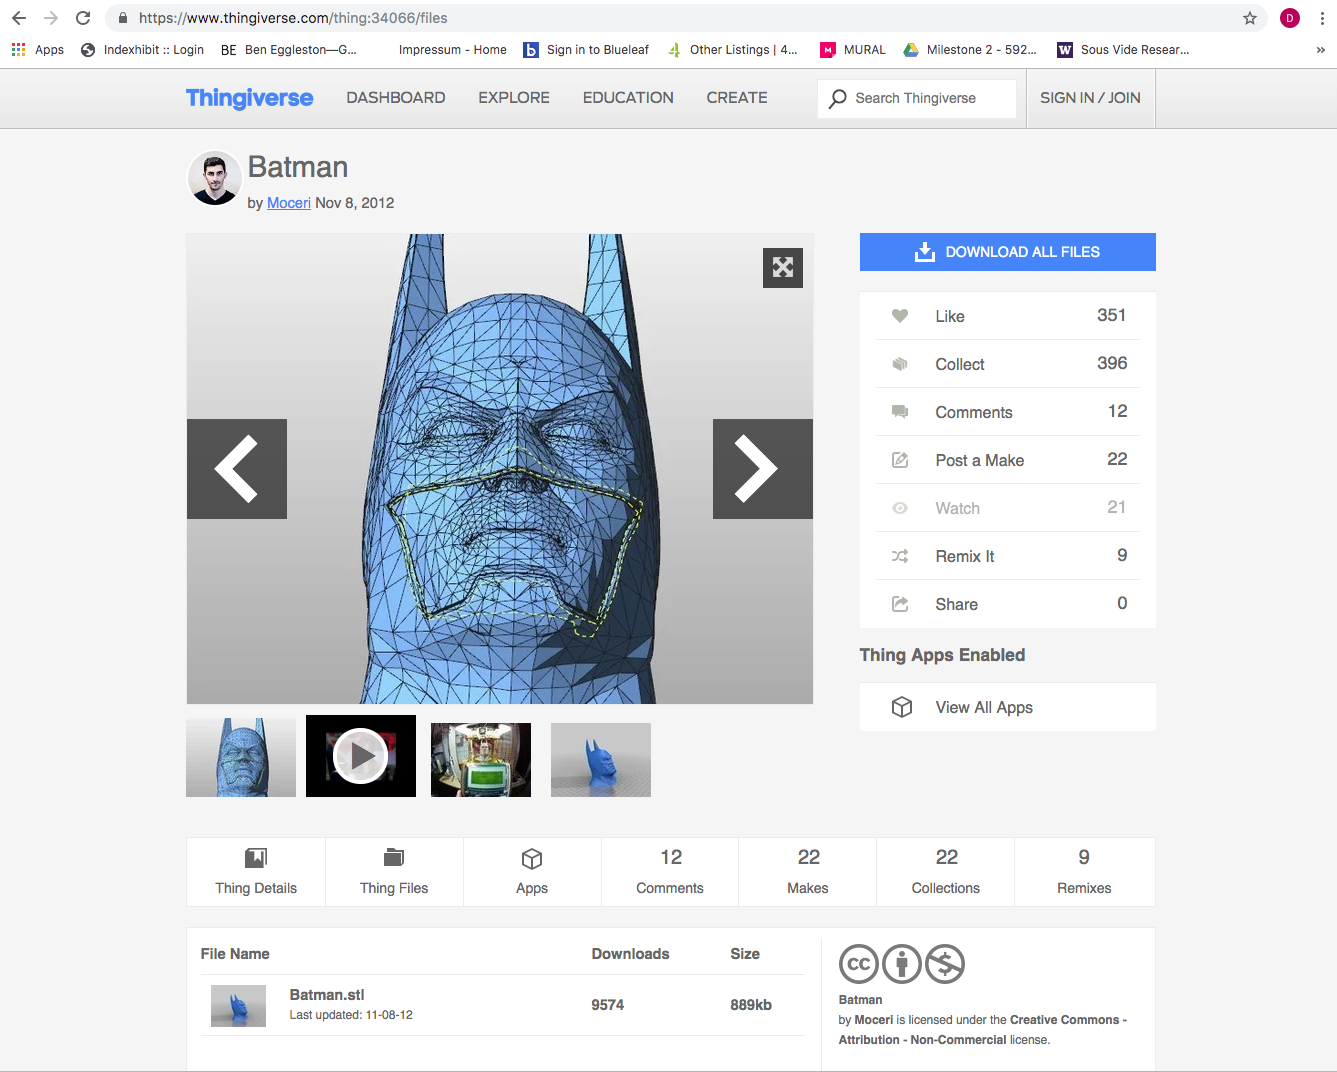 https://www.thingiverse.com/thing:34066/files
D
Apps
Indexhibit :: Login
BE Ben Eggleston—G...
Impressum - Home
b Sign in to Blueleaf
Other Listings | 4...
MURAL
Milestone 2 - 592...
W Sous Vide Resear...
»
Thingiverse
DASHBOARD
EXPLORE
EDUCATION
CREATE
Search Thingiverse
SIGN IN / JOIN
Batman
by Moceri Nov 8, 2012
DOWNLOAD ALL FILES
Like 351
Collect 396
Comments 12
Post a Make 22
Watch 21
Remix It 9
Share 0
Thing Apps Enabled
View All Apps
Thing Details
Thing Files
Apps
12
Comments
22
Makes
22
Collections
9
Remixes
File Name Downloads Size
Batman.stl
Last updated: 11-08-12
9574
889kb
cc
Batman
by Moceri is licensed under the Creative Commons -
Attribution - Non-Commercial license.